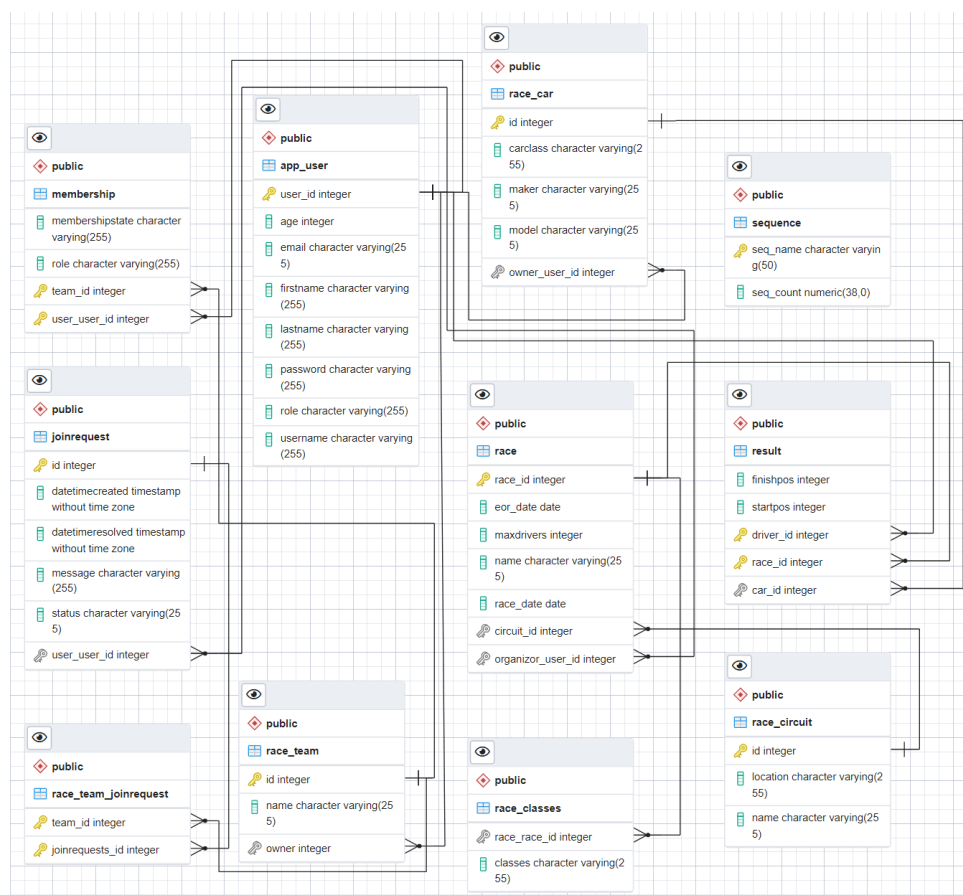 public
race_car
id integer
carclass character varying(2
55)
maker character varying(25
5)
model character varying(25
5)
owner_user_id integer
public
app_user
user_id integer
age integer
email character varying(25
5)
firstname character varying
(255)
lastname character varying
(255)
password character varying
(255)
role character varying(255)
username character varying
(255)
public
membership
membershipstate character
varying(255)
role character varying(255)
team_id integer
user_user_id integer
public
sequence
seq_name character varyin
g(50)
seq_count numeric(38,0)
public
joinrequest
id integer
datetimecreated timestamp
without time zone
datetimeresolved timestamp
without time zone
message character varying
(255)
status character varying(25
5)
user_user_id integer
public
race
race_id integer
eor_date date
maxdrivers integer
name character varying(25
5)
race_date date
circuit_id integer
organizor_user_id integer
public
result
finishpos integer
startpos integer
driver_id integer
race_id integer
car_id integer
public
race_team
id integer
name character varying(25
5)
owner integer
public
race_circuit
id integer
location character varying(2
55)
name character varying(25
5)
public
race_team_joinrequest
team_id integer
joinrequests_id integer
public
race_classes
race_race_id integer
classes character varying(2
55)